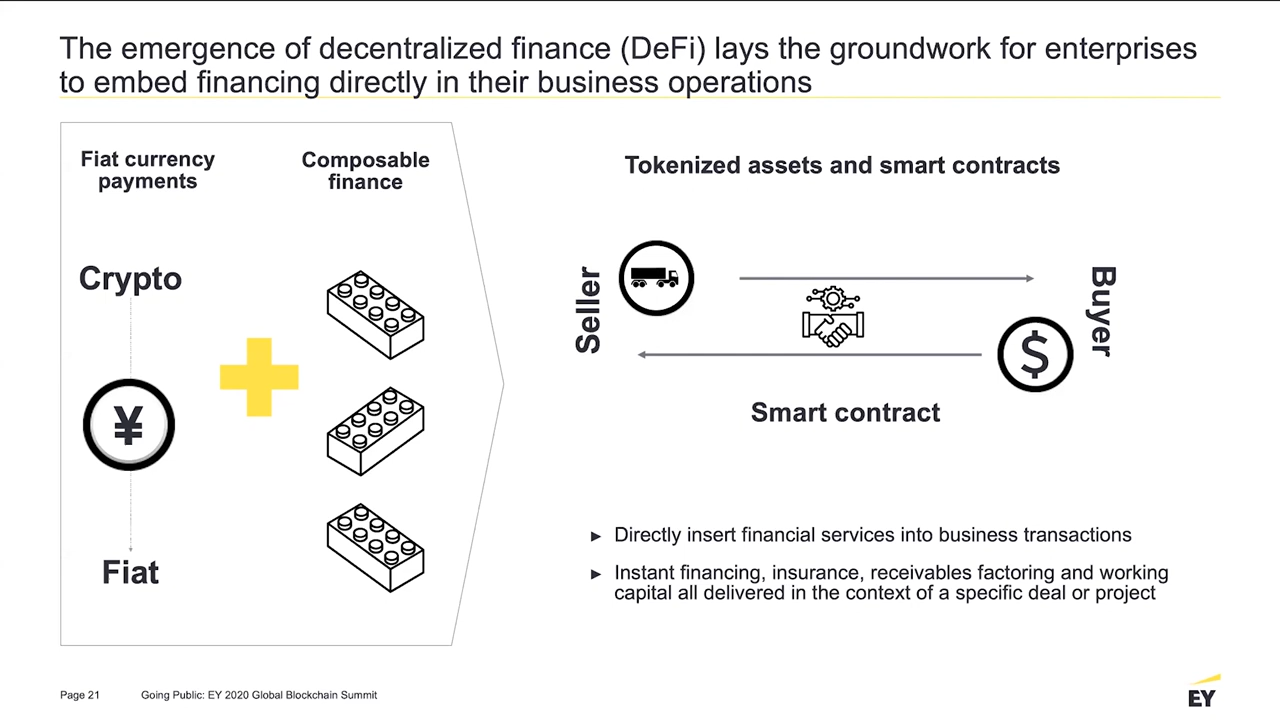 The emergence of decentralized finance (DeFi) lays the groundwork for enterprises
to embed financing directly in their business operations
Fiat currency
payments
Composable
finance
Crypto
¥
Fiat
Tokenized assets and smart contracts
Seller
Buyer
$
Smart contract
► Directly insert financial services into business transactions
► Instant financing, insurance, receivables factoring and working
capital all delivered in the context of a specific deal or project
Page 21
Going Public: EY 2020 Global Blockchain Summit
EY